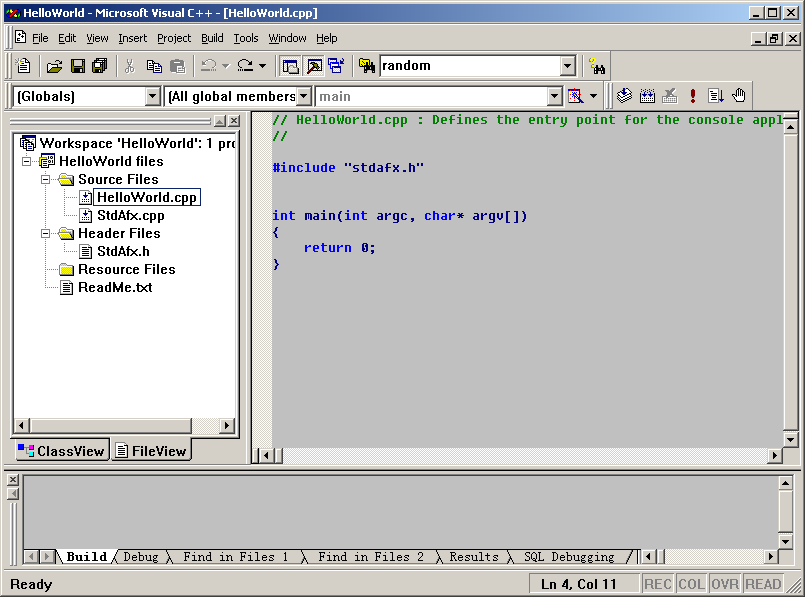 HelloWorld - Microsoft Visual C++ - [HelloWorld.cpp]
File Edit View Insert Project Build Tools Window Help
random
(Globals) (All global members main
// HelloWorld.cpp : Defines the entry point for the console appl
//
#include "stdafx.h"
int main(int argc, char* argv[])
{
return 0;
}
Workspace 'HelloWorld': 1 pro
HelloWorld files
Source Files
HelloWorld.cpp
StdAfx.cpp
Header Files
StdAfx.h
Resource Files
ReadMe.txt
ClassView FileView
Build Debug Find in Files 1 Find in Files 2 Results SQL Debugging
Ready Ln 4, Col 11 REC COL OVR READ